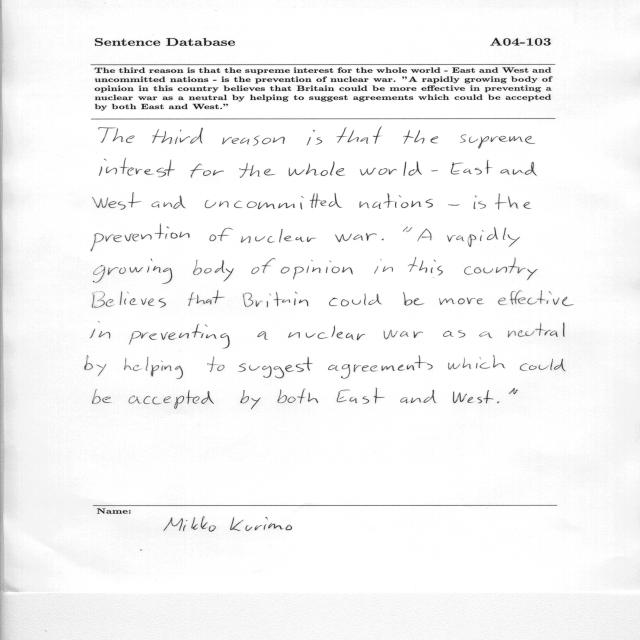 Sentence Database A04-103
The third reason is that the supreme interest for the whole world - East and West and
uncommitted nations - is the prevention of nuclear war. "A rapidly growing body of
opinion in this country believes that Britain could be more effective in preventing a
nuclear war as a neutral by helping to suggest agreements which could be accepted
by both East and West."
The third reason is that the supreme
interest for the whole world - East and
West and uncommitted nations - is the
prevention of nuclear war. "A rapidly
growing body of opinion in this country
Believes that Britain could be more effective
in preventing a nuclear war as a neutral
by helping to suggest agreements which could
be accepted by both East and West."
Name:
Mikko Kurimo